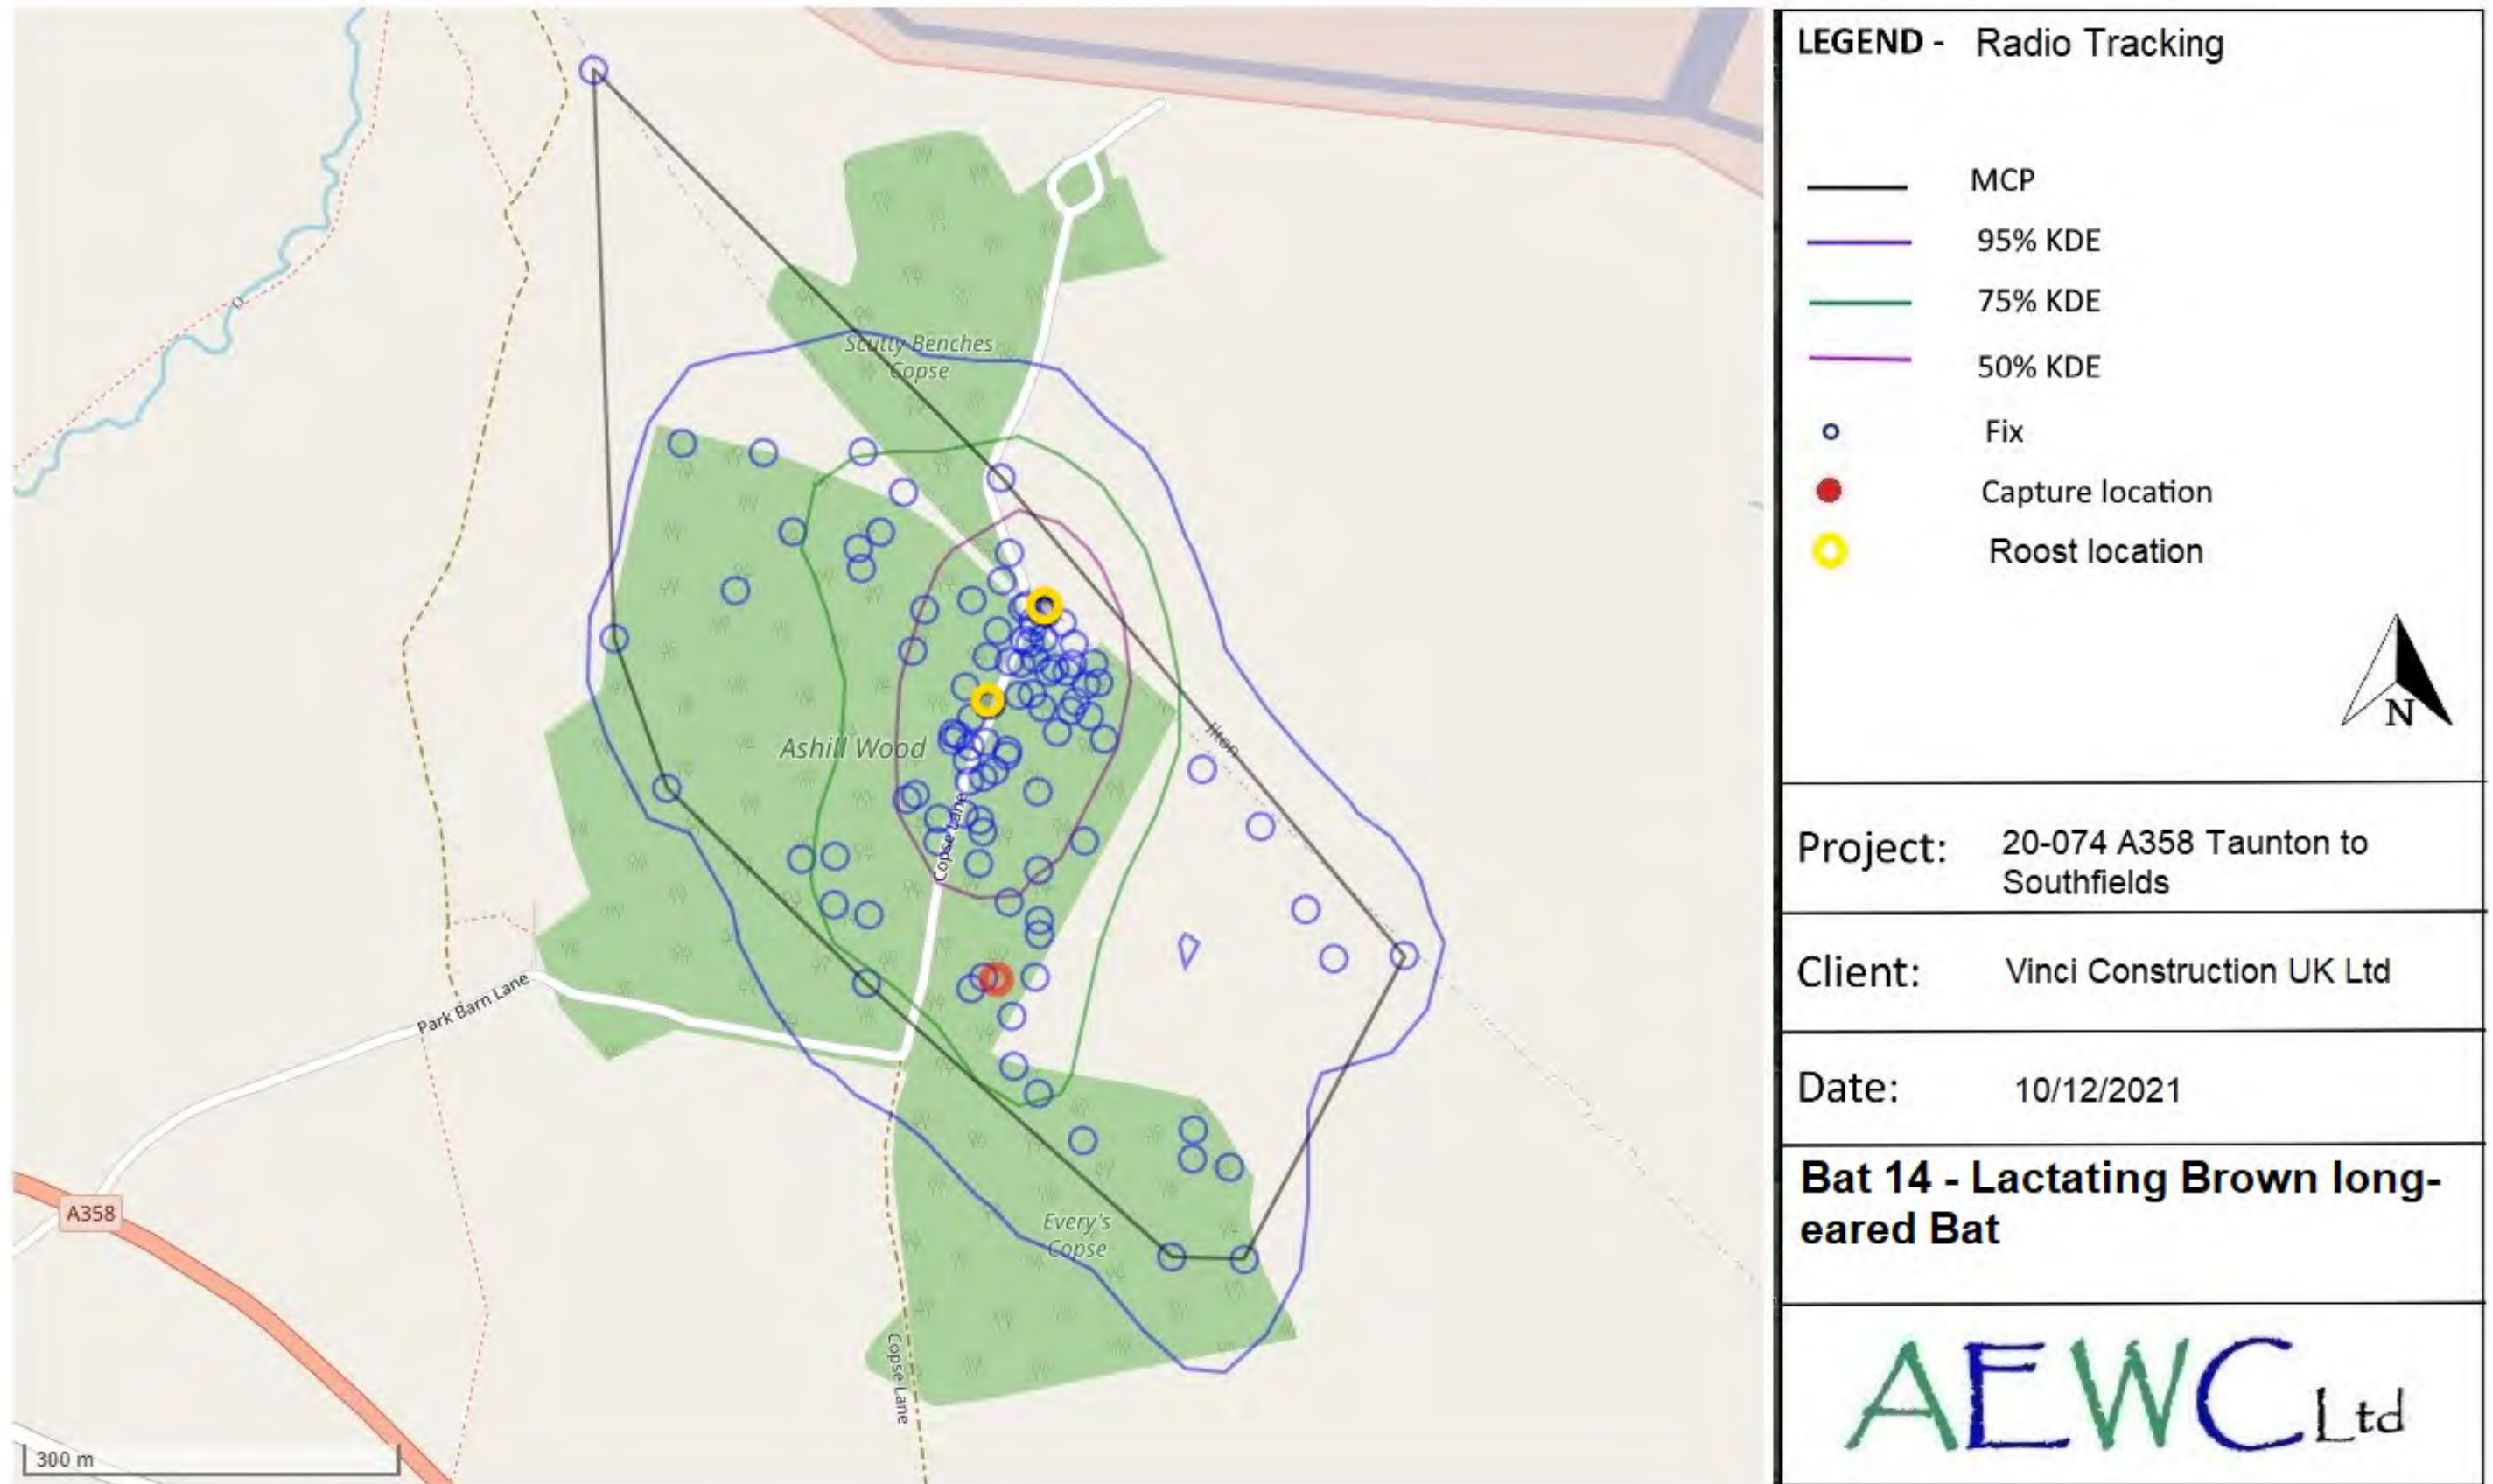 Scutty Benches
Copse
Ilton
Ashill Wood
Copse Lane
Park Barn Lane
A358
Every's
Copse
Copse Lane
300 m
LEGEND - Radio Tracking
MCP
95% KDE
75% KDE
50% KDE
Fix
Capture location
Roost location
N
Project: 20-074 A358 Taunton to
Southfields
Client: Vinci Construction UK Ltd
Date: 10/12/2021
Bat 14 - Lactating Brown long-
eared Bat
AEWC Ltd